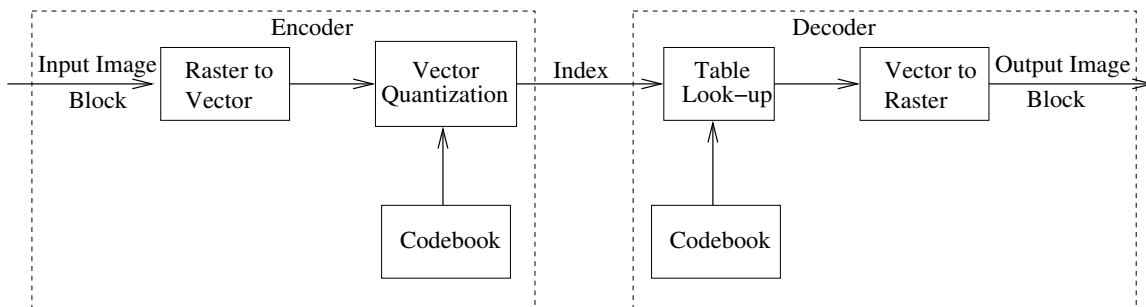 Encoder
Decoder
Input Image
Block
Raster to
Vector
Vector
Quantization
Index
Table
Look−up
Vector to
Raster
Output Image
Block
Codebook
Codebook